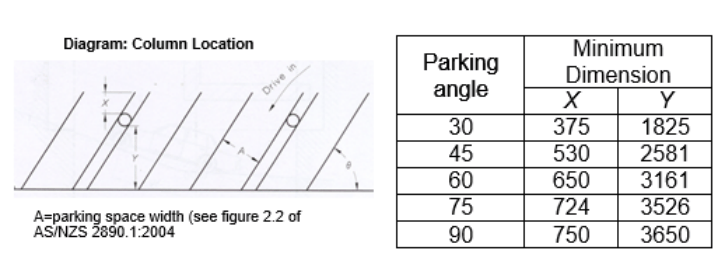 Diagram: Column Location
Drive in
X
Y
A
θ
A=parking space width (see figure 2.2 of
AS/NZS 2890.1:2004
Parking angle Minimum Dimension
X Y
30 375 1825
45 530 2581
60 650 3161
75 724 3526
90 750 3650